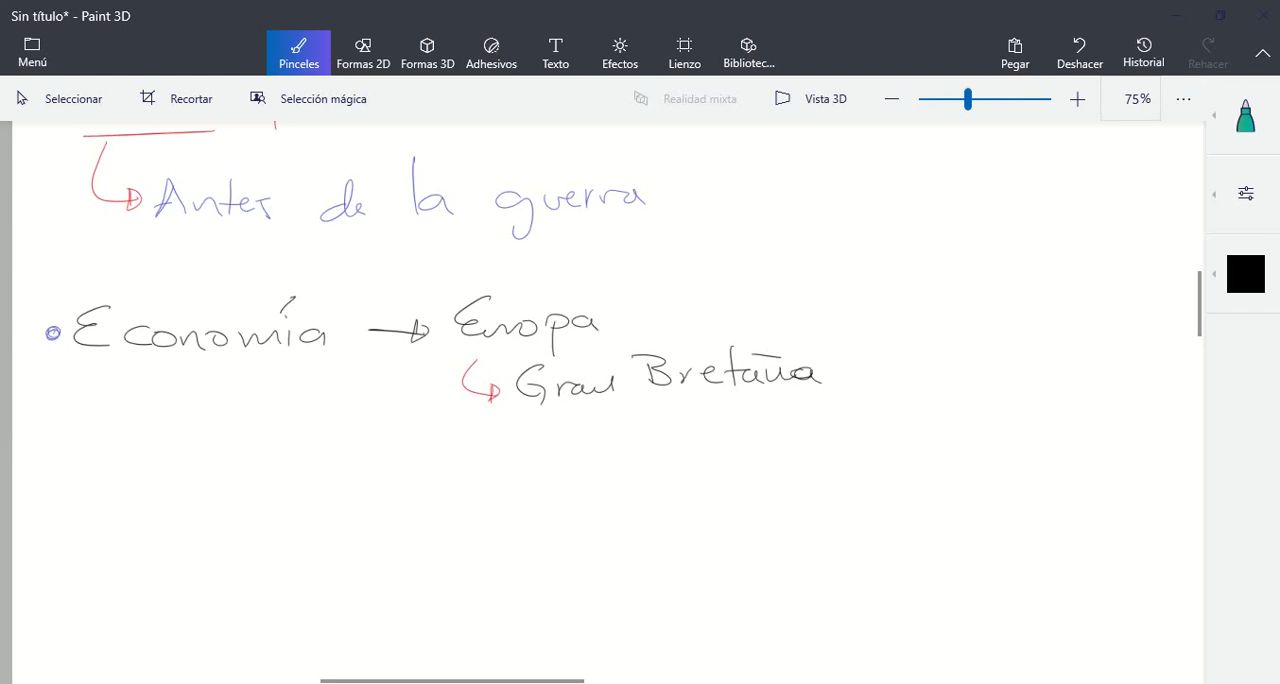 Sin título* - Paint 3D
Menú
Pinceles
Formas 2D
Formas 3D
Adhesivos
Texto
Efectos
Lienzo
Bibliotec...
Pegar
Deshacer
Historial
Rehacer
Seleccionar
Recortar
Selección mágica
Realidad mixta
Vista 3D
75%
Antes de la guerra
Economía → Europa
Gran Bretaña